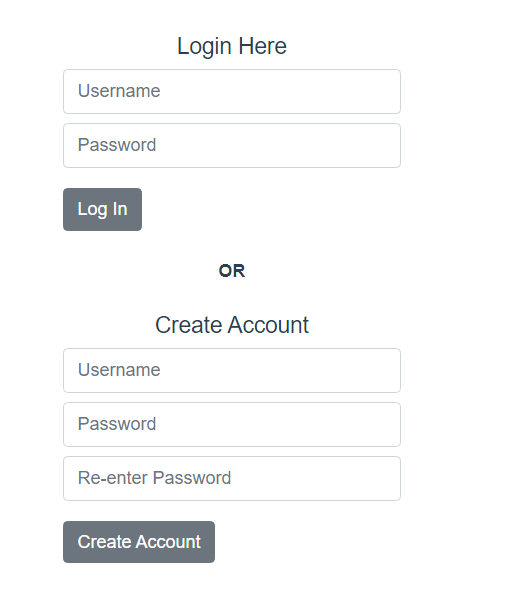 Login Here
Username
Password
Log In
OR
Create Account
Username
Password
Re-enter Password
Create Account